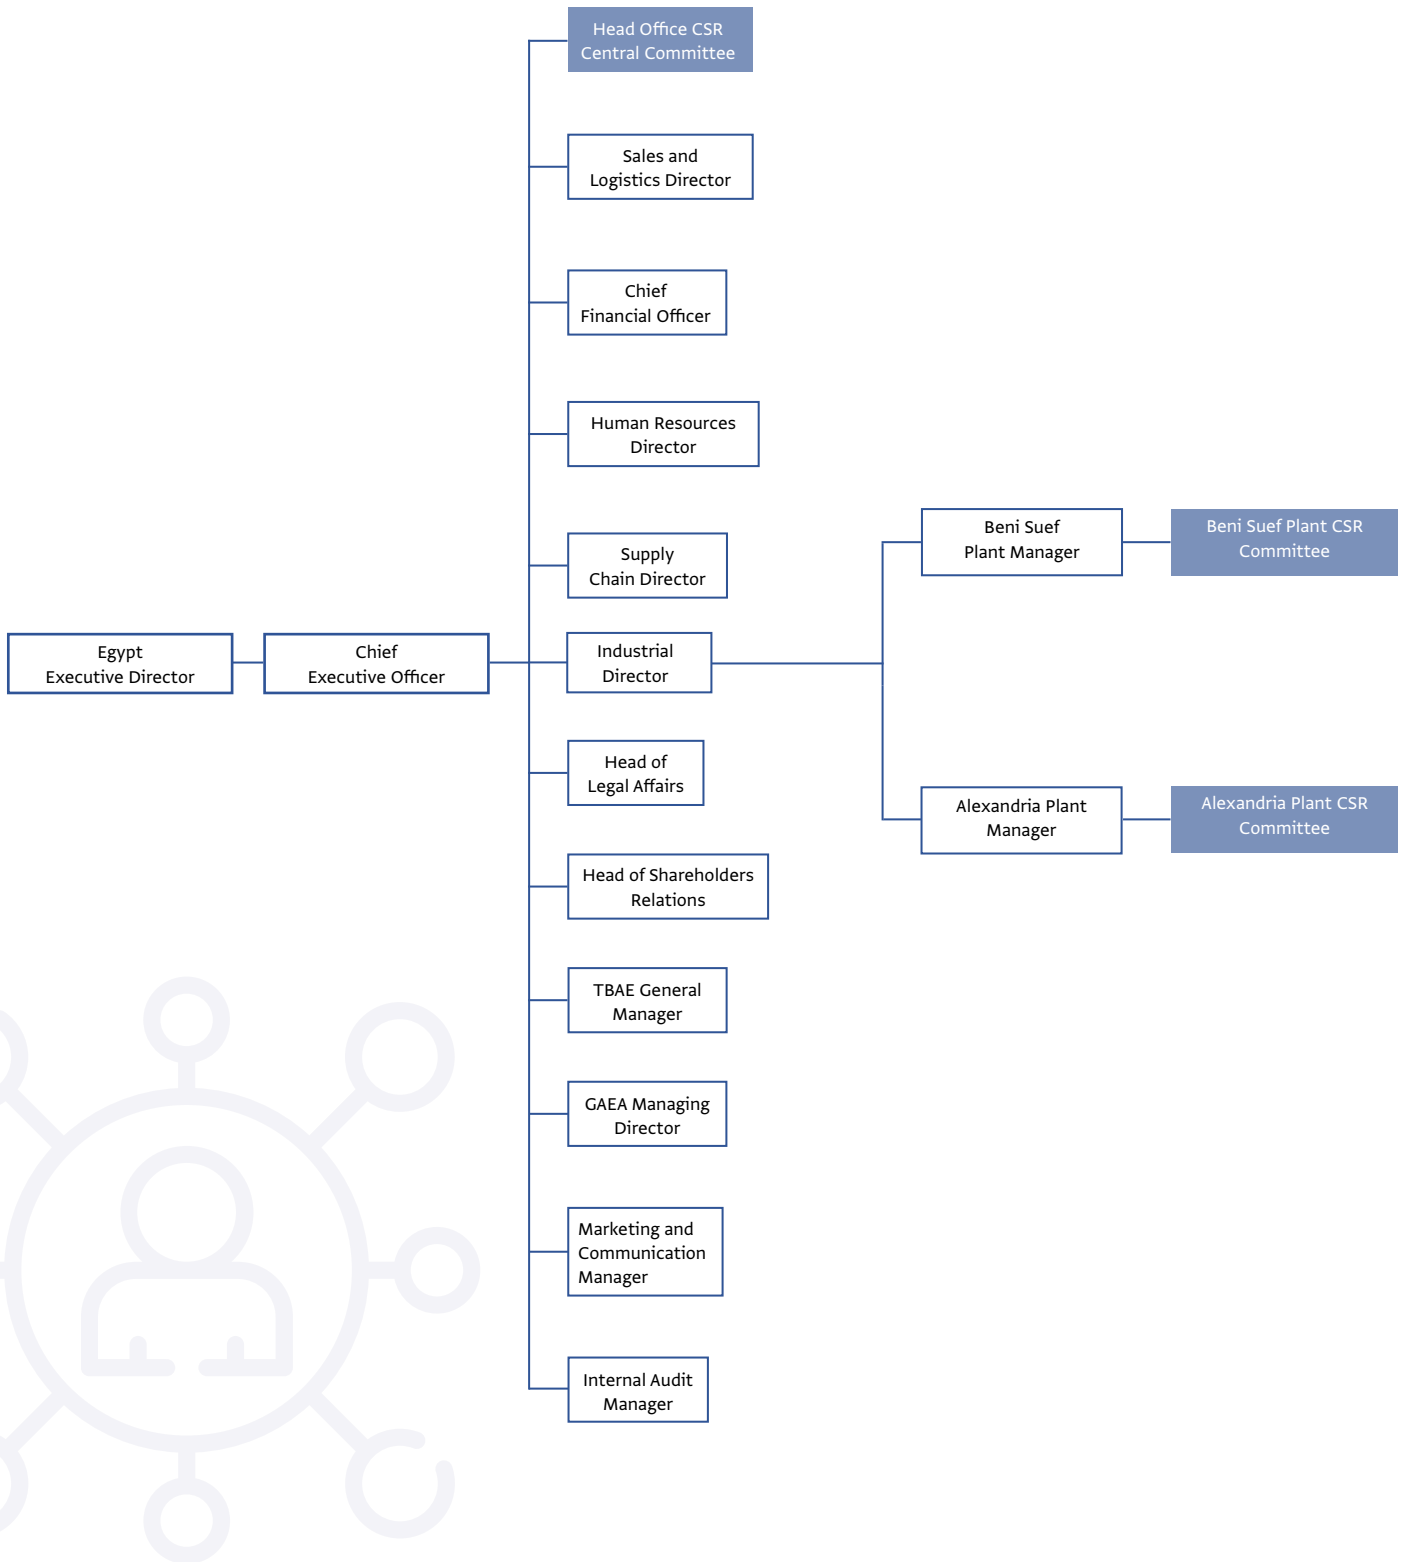 Head Office CSR
Central Committee
Sales and
Logistics Director
Chief
Financial Officer
Human Resources
Director
Supply
Chain Director
Egypt
Executive Director
Chief
Executive Officer
Industrial
Director
Beni Suef
Plant Manager
Beni Suef Plant CSR
Committee
Alexandria Plant
Manager
Alexandria Plant CSR
Committee
Head of
Legal Affairs
Head of Shareholders
Relations
TBAE General
Manager
GAEA Managing
Director
Marketing and
Communication
Manager
Internal Audit
Manager